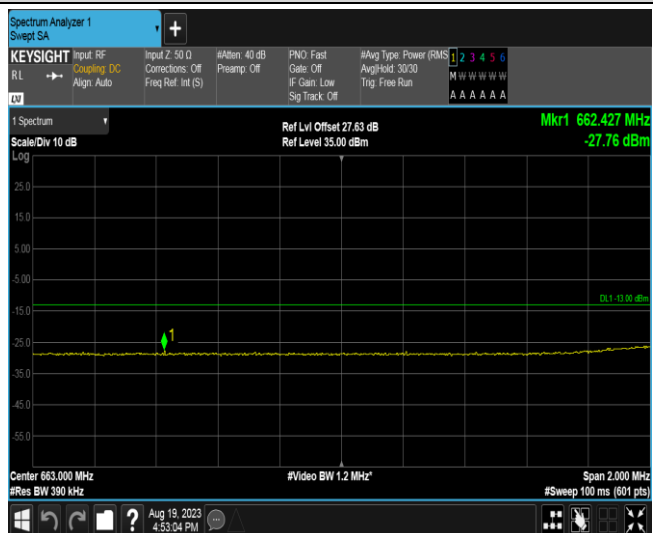 Spectrum Analyzer 1
Swept SA
KEYSIGHT
RL
Input: RF
Coupling: DC
Align: Auto
Input Z: 50 Ω
Corrections: Off
Freq Ref: Int (S)
#Atten: 40 dB
Preamp: Off
PNO: Fast
Gate: Off
IF Gain: Low
Sig Track: Off
#Avg Type: Power (RMS
Avg|Hold: 30/30
Trig: Free Run
1 2 3 4 5 6
M W W W W W
A A A A A A
LXI
1 Spectrum
Scale/Div 10 dB
Ref Lvl Offset 27.63 dB
Ref Level 35.00 dBm
Mkr1 662.427 MHz
-27.76 dBm
Log
25.0
15.0
5.00
-5.00
DL1 -13.00 dBm
-15.0
1
-25.0
-35.0
-45.0
-55.0
Center 663.000 MHz
#Video BW 1.2 MHz*
Span 2.000 MHz
#Res BW 390 kHz
#Sweep 100 ms (601 pts)
?
Aug 19, 2023
4:53:04 PM